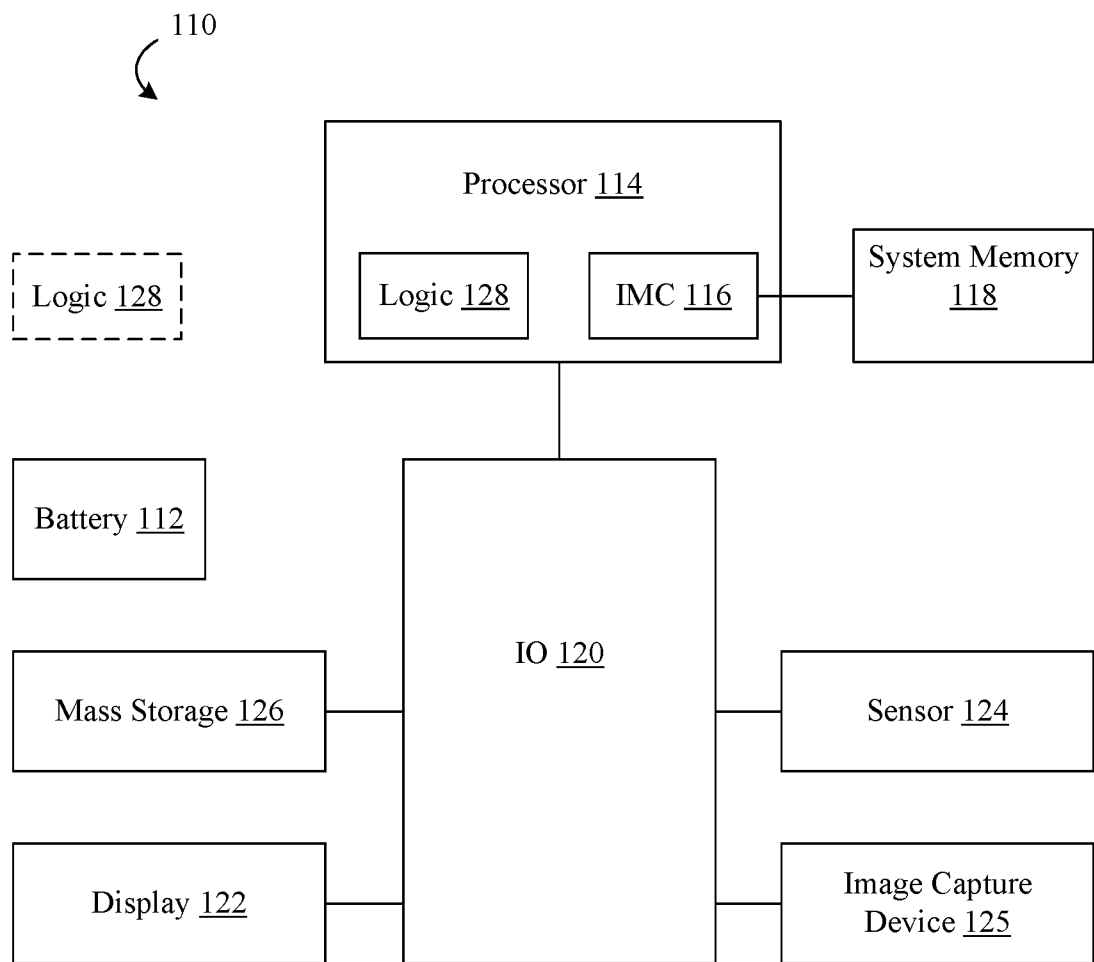 110
Processor 114
Logic 128
Logic 128
IMC 116
System Memory
118
Battery 112
IO 120
Mass Storage 126
Sensor 124
Display 122
Image Capture
Device 125